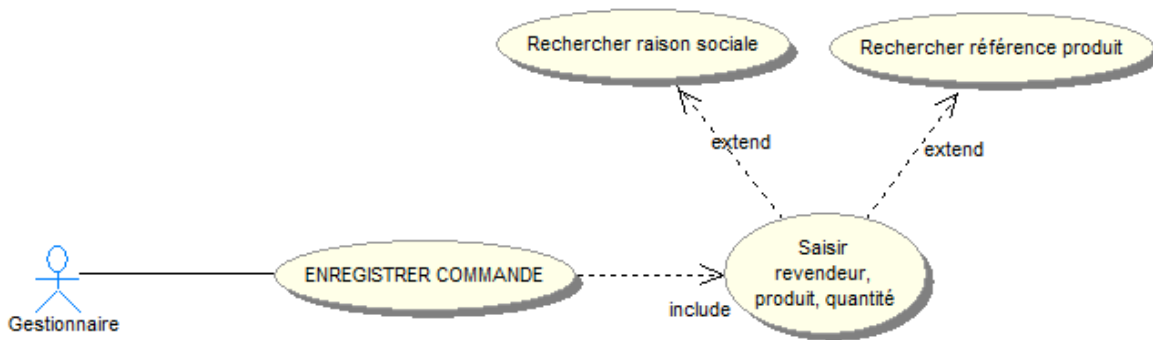 Rechercher raison sociale
Rechercher référence produit
extend
extend
Saisir
revendeur,
produit, quantité
ENREGISTRER COMMANDE
include
Gestionnaire